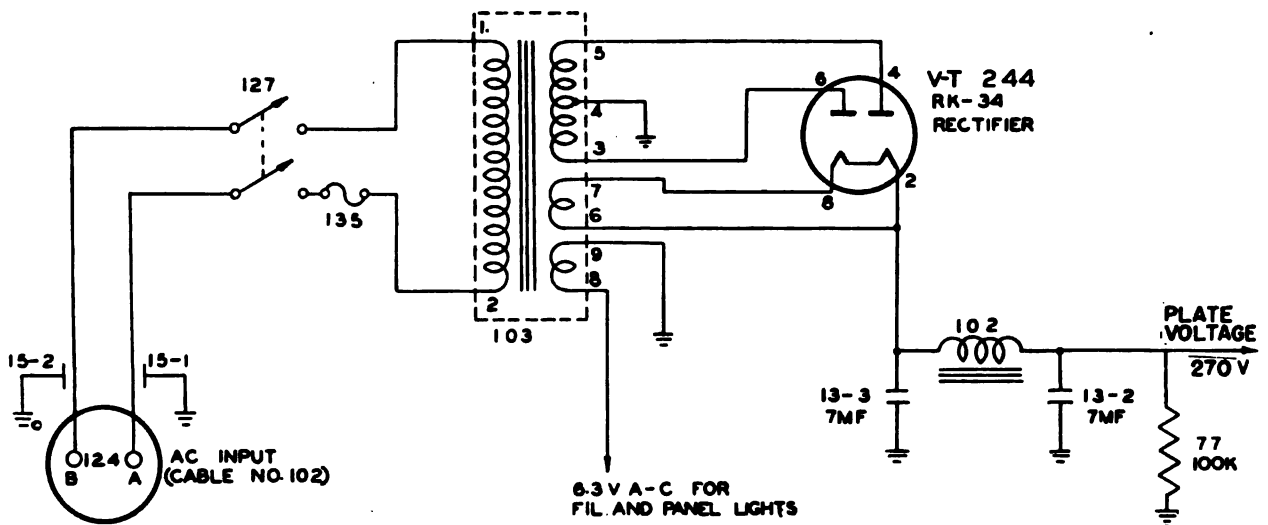 1.
127
5
6
4
V-T 244
RK-34
RECTIFIER
4
3
2
8
7
6
135
9
8
2
103
PLATE
VOLTAGE
270 V
102
15-2
15-1
13-3
7MF
13-2
7MF
77
100K
124
B
A
AC INPUT
(CABLE NO. 102)
6.3 V A-C FOR
FIL. AND PANEL LIGHTS